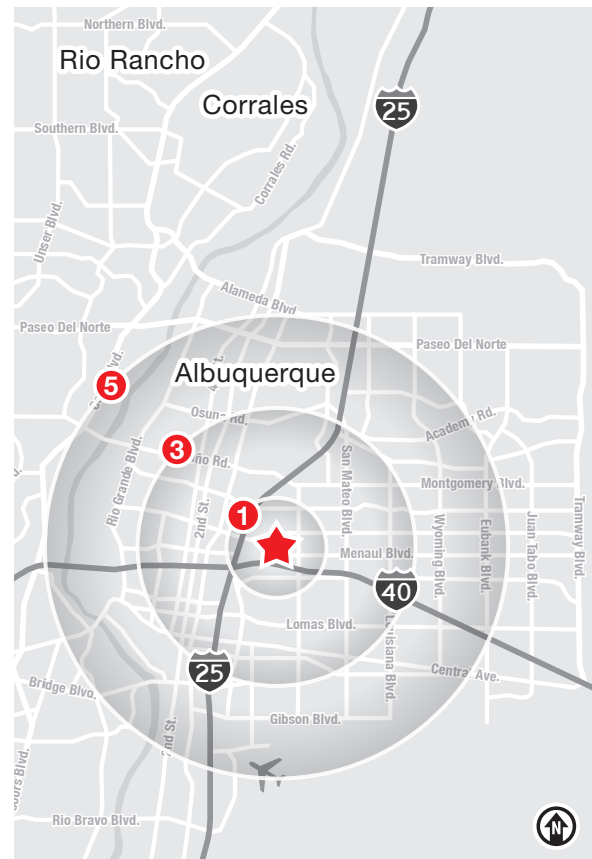 Northern Blvd.
Rio Rancho
Corrales
25
Southern Blvd.
Corrales Rd.
Unser Blvd.
Tramway Blvd.
Alameda Blvd.
Paseo Del Norte
Paseo Del Norte
Albuquerque
5
Osuna Rd.
Academy Rd.
3
Rd.
Rio Grande Blvd.
San Mateo Blvd.
Montgomery Blvd.
2nd St.
1
Wyoming Blvd.
Eubank Blvd.
Juan Tabo Blvd.
Tramway Blvd.
Menaul Blvd.
40
Lomas Blvd.
Louisiana Blvd.
25
Central Ave.
Bridge Blvd.
2nd St.
Gibson Blvd.
Blvd.
Rio Bravo Blvd.
N